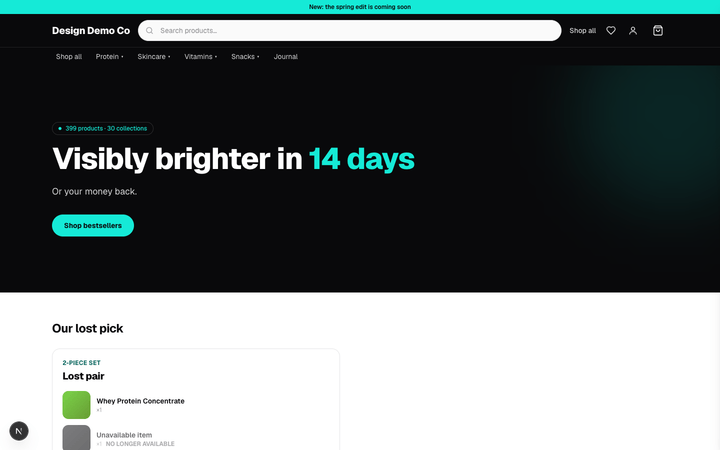 New: the spring edit is coming soon
Design Demo Co
Search products...
Shop all
Shop all
Protein
Skincare
Vitamins
Snacks
Journal
399 products · 30 collections
Visibly brighter in 14 days
Or your money back.
Shop bestsellers
Our lost pick
2-PIECE SET
Lost pair
Whey Protein Concentrate
×1
Unavailable item
×1 NO LONGER AVAILABLE
N